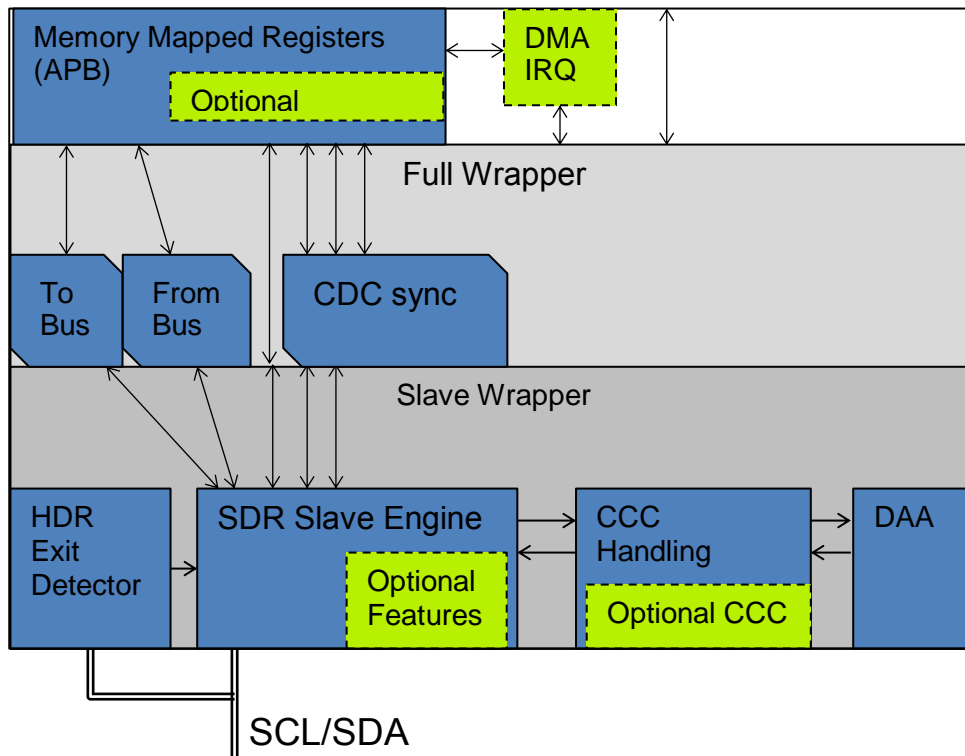 Memory Mapped Registers
(APB)
Optional
DMA
IRQ
Full Wrapper
To
Bus
From
Bus
CDC sync
Slave Wrapper
HDR
Exit
Detector
SDR Slave Engine
Optional
Features
CCC
Handling
Optional CCC
DAA
SCL/SDA